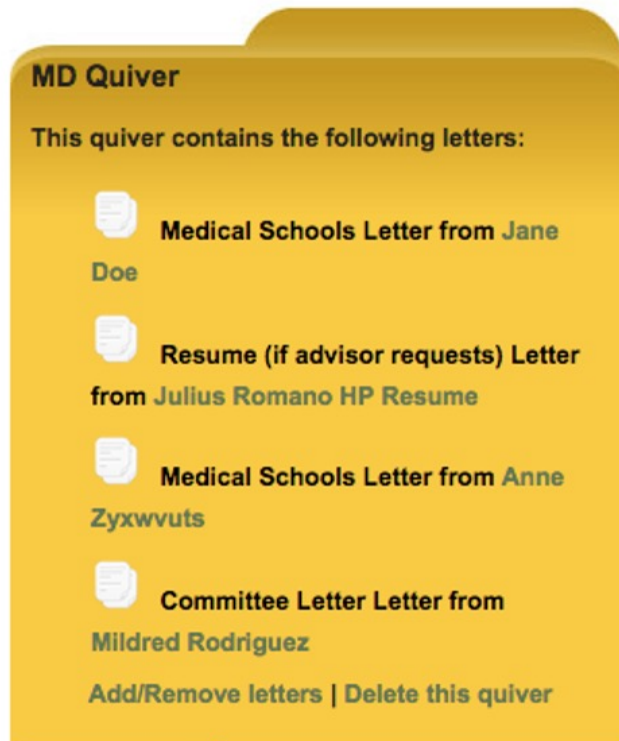 MD Quiver
This quiver contains the following letters:
Medical Schools Letter from Jane
Doe
Resume (if advisor requests) Letter
from Julius Romano HP Resume
Medical Schools Letter from Anne
Zyxwvuts
Committee Letter Letter from
Mildred Rodriguez
Add/Remove letters | Delete this quiver